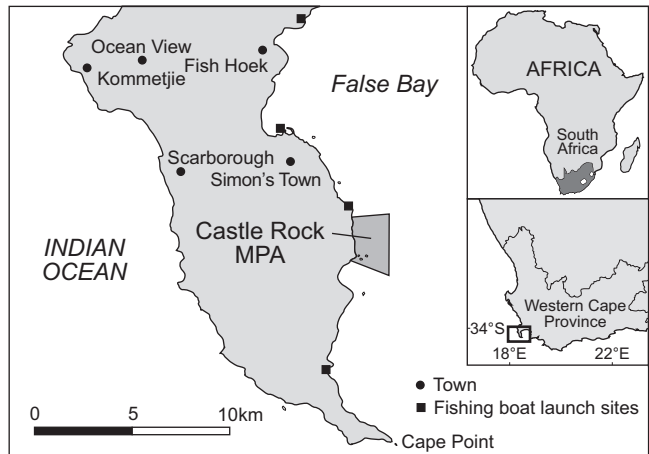 Ocean View
Fish Hoek
Kommetjie
False Bay
Scarborough
Simon's Town
Castle Rock
MPA
INDIAN
OCEAN
0 5 10km
Cape Point
Town
Fishing boat launch sites
AFRICA
South
Africa
Western Cape
Province
34°S
18°E 22°E